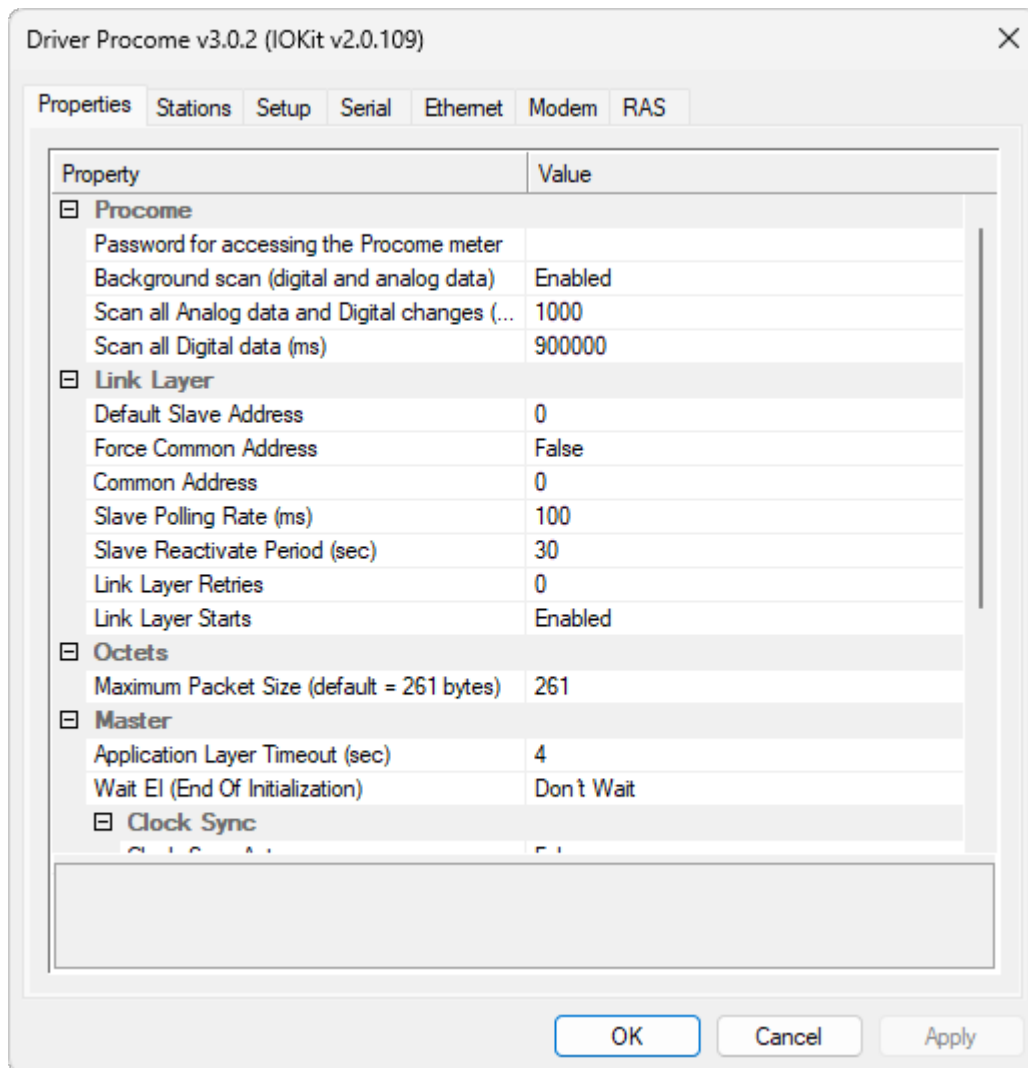 Driver Procome v3.0.2 (IOKit v2.0.109)
Properties Stations Setup Serial Ethernet Modem RAS
Property Value
Procome
Password for accessing the Procome meter
Background scan (digital and analog data) Enabled
Scan all Analog data and Digital changes (... 1000
Scan all Digital data (ms) 900000
Link Layer
Default Slave Address 0
Force Common Address False
Common Address 0
Slave Polling Rate (ms) 100
Slave Reactivate Period (sec) 30
Link Layer Retries 0
Link Layer Starts Enabled
Octets
Maximum Packet Size (default = 261 bytes) 261
Master
Application Layer Timeout (sec) 4
Wait EI (End Of Initialization) Don't Wait
Clock Sync
OK Cancel Apply